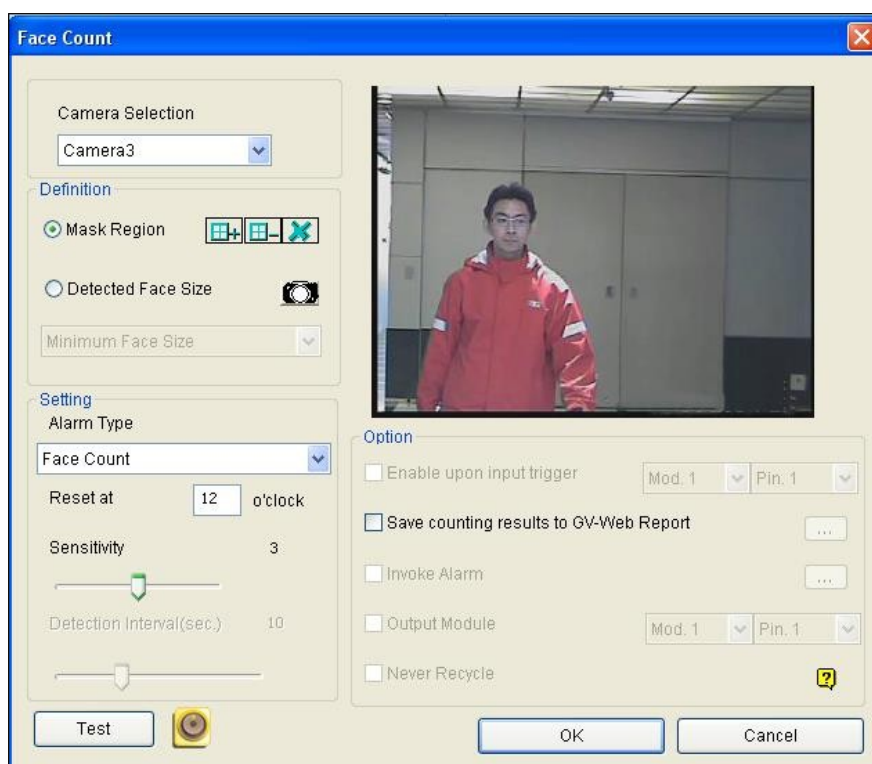 Face Count
Camera Selection
Camera3
Definition
Mask Region
Detected Face Size
Minimum Face Size
Setting
Alarm Type
Face Count
Reset at 12 o'clock
Sensitivity 3
Detection Interval(sec.) 10
Test
Option
Enable upon input trigger Mod. 1 Pin. 1
Save counting results to GV-Web Report ...
Invoke Alarm ...
Output Module Mod. 1 Pin. 1
Never Recycle
?
OK Cancel